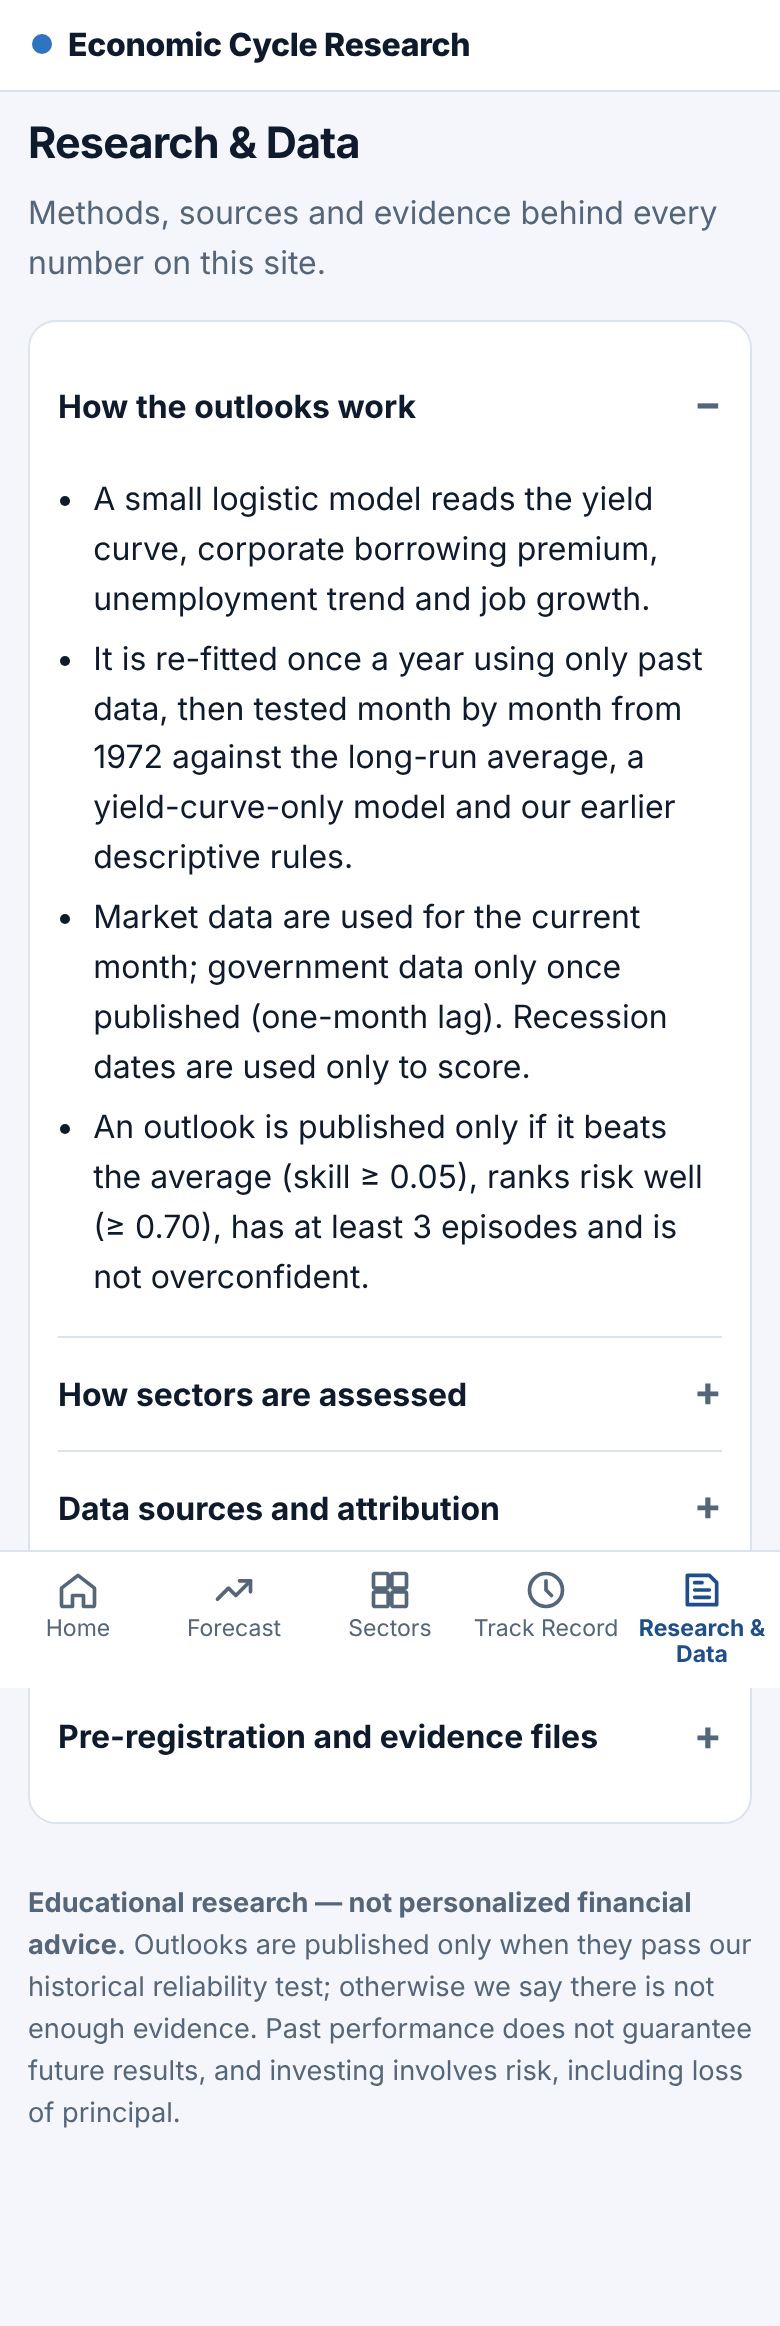 Economic Cycle Research
Research & Data
Methods, sources and evidence behind every
number on this site.
How the outlooks work
• A small logistic model reads the yield
curve, corporate borrowing premium,
unemployment trend and job growth.
• It is re-fitted once a year using only past
data, then tested month by month from
1972 against the long-run average, a
yield-curve-only model and our earlier
descriptive rules.
• Market data are used for the current
month; government data only once
published (one-month lag). Recession
dates are used only to score.
• An outlook is published only if it beats
the average (skill ≥ 0.05), ranks risk well
(≥ 0.70), has at least 3 episodes and is
not overconfident.
How sectors are assessed
Data sources and attribution
Home
Forecast
Sectors
Track Record
Research &
Data
Pre-registration and evidence files
Educational research — not personalized financial
advice. Outlooks are published only when they pass our
historical reliability test; otherwise we say there is not
enough evidence. Past performance does not guarantee
future results, and investing involves risk, including loss
of principal.